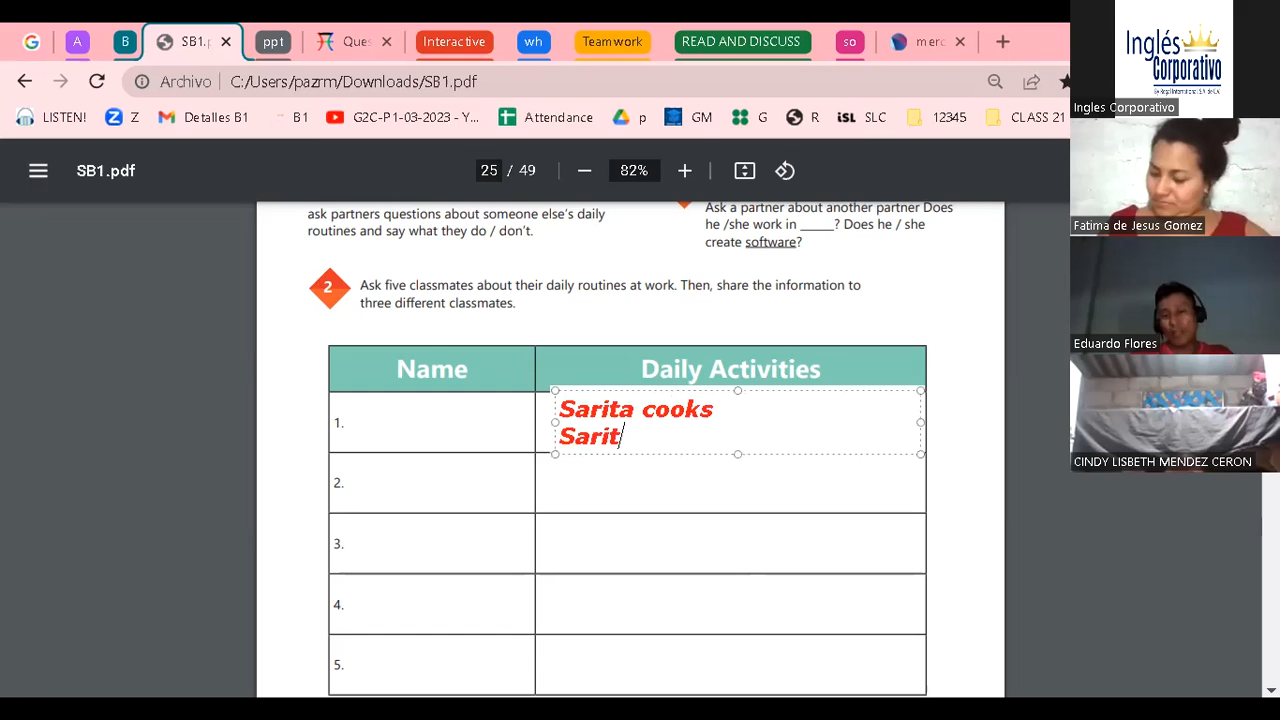 A
B
SB1.p
ppt
Ques
Interactive
wh
Teamwork
READ AND DISCUSS
so
merc
Archivo
C:/Users/pazrm/Downloads/SB1.pdf
LISTEN!
Z
Detalles B1
B1
G2C-P1-03-2023 - Y...
Attendance
p
GM
G
R
iSL
SLC
12345
CLASS 21
SB1.pdf
25 / 49
82%
ask partners questions about someone else's daily
routines and say what they do / don't.
Ask a partner about another partner Does
he /she work in _____? Does he / she
create software?
2
Ask five classmates about their daily routines at work. Then, share the information to
three different classmates.
Name
Daily Activities
1.
Sarita cooks
Sarit
2.
3.
4.
5.
Inglés
Corporativo
Ingles Corporativo
Fatima de Jesus Gomez
Eduardo Flores
CINDY LISBETH MENDEZ CERON